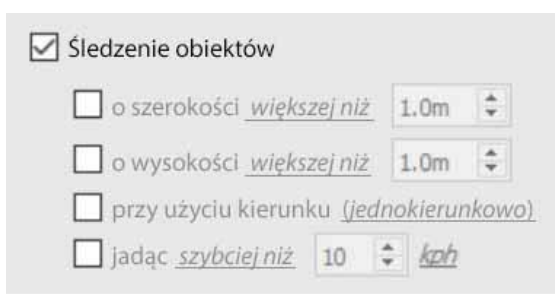 Śledzenie obiektów
o szerokości większej niż 1.0m
o wysokości większej niż 1.0m
przy użyciu kierunku (jednokierunkowo)
jadąc szybciej niż 10 kph